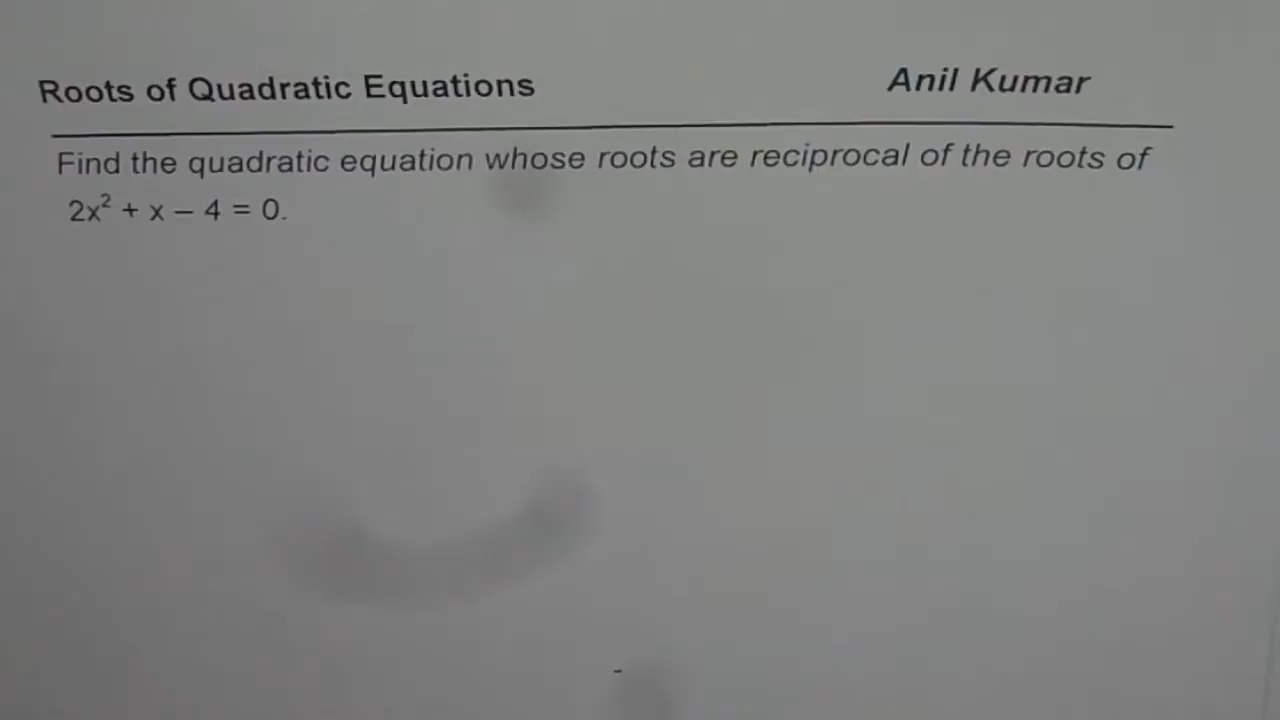 Roots of Quadratic Equations Anil Kumar
Find the quadratic equation whose roots are reciprocal of the roots of
2x² + x – 4 = 0.